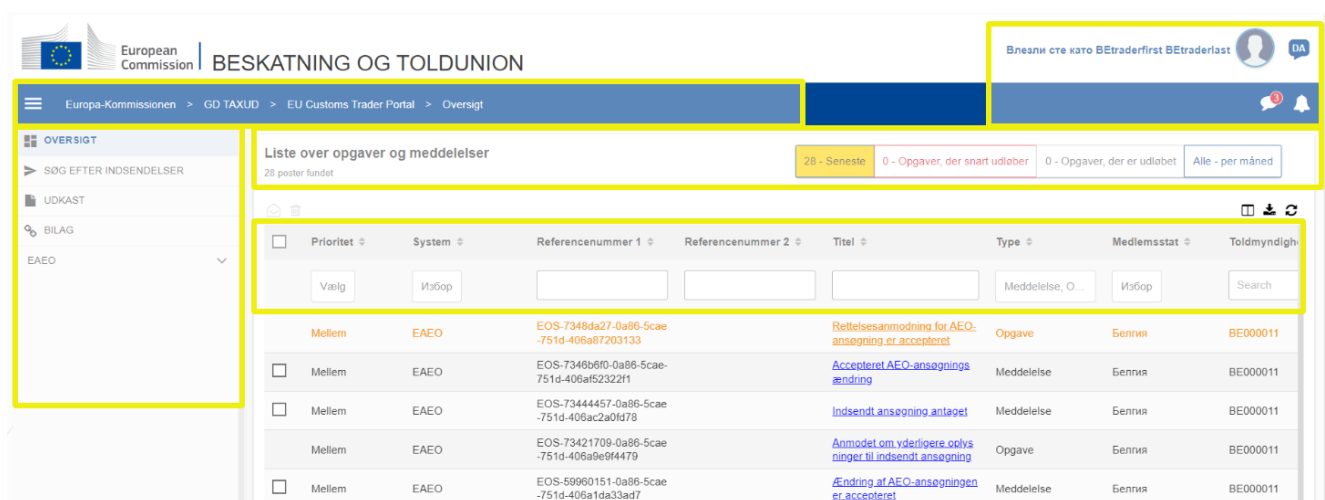 European
Commission
BESKATNING OG TOLDUNION
Влезли сте като BEtraderfirst BEtraderlast
DA
Europa-Kommissionen > GD TAXUD > EU Customs Trader Portal > Oversigt
3
OVERSIGT
SØG EFTER INDSENDELSER
UDKAST
BILAG
EAEO
Liste over opgaver og meddelelser
28 poster fundet
28 - Seneste 0 - Opgaver, der snart udløber 0 - Opgaver, der er udløbet Alle - per måned
Prioritet System Referencenummer 1 Referencenummer 2 Titel Type Medlemsstat Toldmyndigh
Vælg Избор Meddelelse, O... Избор Search
Mellem EAEO EOS-7348da27-0a86-5cae Rettelsesanmodning for AEO- Opgave Белгия BE000011
-751d-406a87203133 ansøgning er accepteret
Mellem EAEO EOS-7346b6f0-0a86-5cae- Accepteret AEO-ansøgnings Meddelelse Белгия BE000011
751d-406af52322f1 ændring
Mellem EAEO EOS-73444457-0a86-5cae Indsendt ansøgning antaget Meddelelse Белгия BE000011
-751d-406ac2a0fd78
Mellem EAEO EOS-73421709-0a86-5cae Anmodet om yderligere oplys Opgave Белгия BE000011
-751d-406a9e9f4479 ninger til indsendt ansøgning
Mellem EAEO EOS-59960151-0a86-5cae Ændring af AEO-ansøgningen Meddelelse Белгия BE000011
-751d-406a1da33ad7 er accepteret